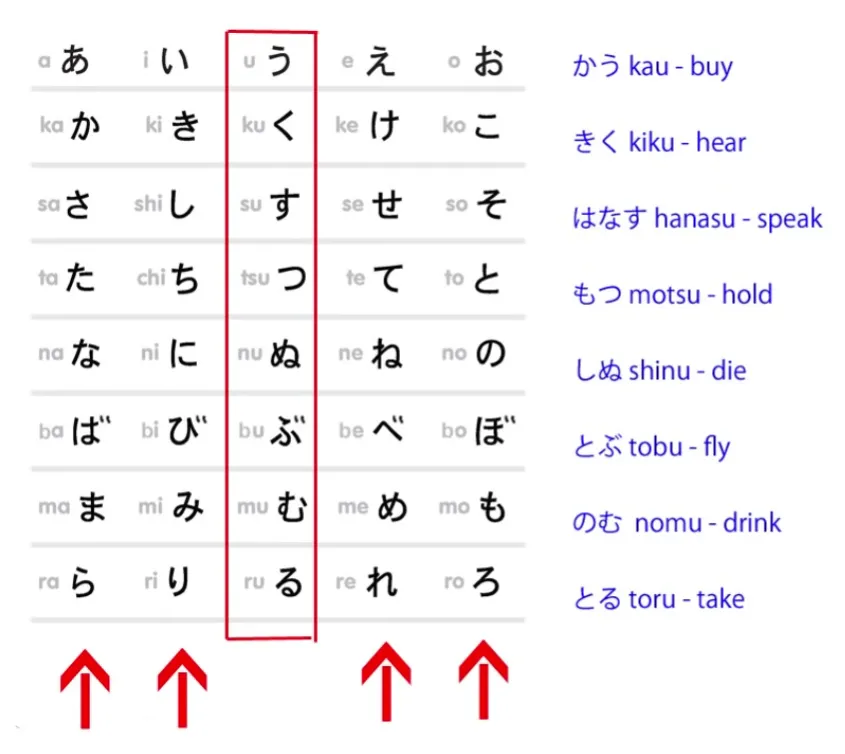 a あ i い u う e え o お かう kau - buy
ka か ki き ku く ke け ko こ きく kiku - hear
sa さ shi し su す se せ so そ はなす hanasu - speak
ta た chi ち tsu つ te て to と もつ motsu - hold
na な ni に nu ぬ ne ね no の しぬ shinu - die
ba ば bi び bu ぶ be べ bo ぼ とぶ tobu - fly
ma ま mi み mu む me め mo も のむ nomu - drink
ra ら ri り ru る re れ ro ろ とる toru - take